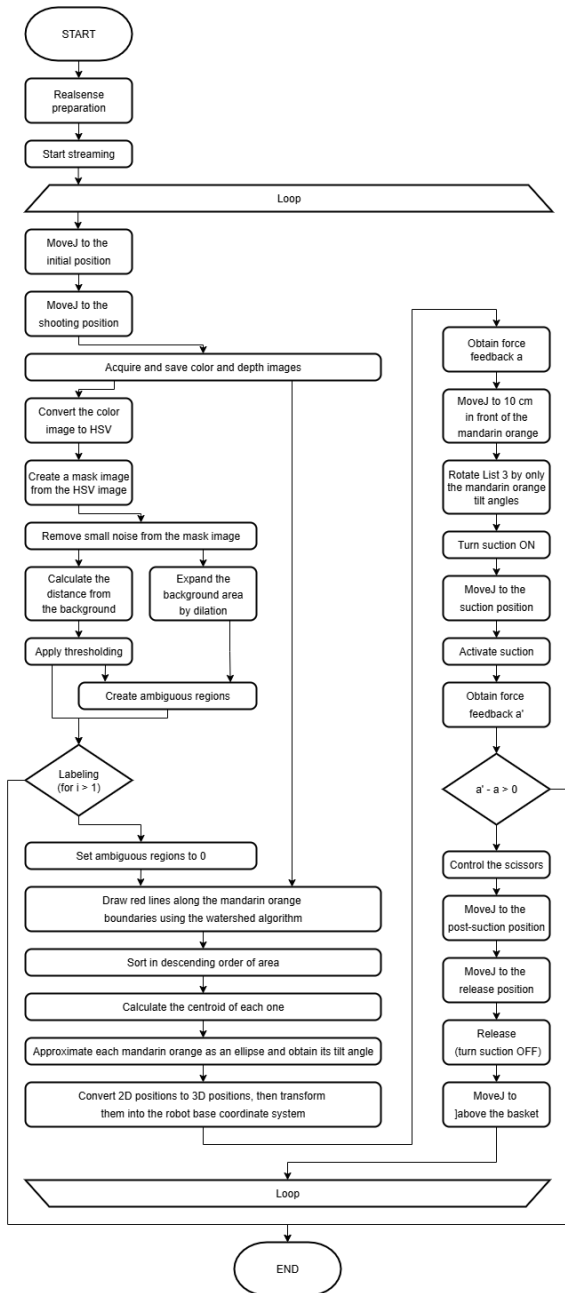 START
Realsense
preparation
Start streaming
Loop
MoveJ to the
initial position
MoveJ to the
shooting position
Acquire and save color and depth images
Convert the color
image to HSV
Create a mask image
from the HSV image
Remove small noise from the mask image
Calculate the
distance from
the background
Expand the
background area
by dilation
Apply thresholding
Create ambiguous regions
Labeling
(for i > 1)
Set ambiguous regions to 0
Draw red lines along the mandarin orange
boundaries using the watershed algorithm
Sort in descending order of area
Calculate the centroid of each one
Approximate each mandarin orange as an ellipse and obtain its tilt angle
Convert 2D positions to 3D positions, then transform
them into the robot base coordinate system
Obtain force
feedback a
MoveJ to 10 cm
in front of the
mandarin orange
Rotate List 3 by only
the mandarin orange
tilt angles
Turn suction ON
MoveJ to the
suction position
Activate suction
Obtain force
feedback a'
a' - a > 0
Control the scissors
MoveJ to the
post-suction position
MoveJ to the
release position
Release
(turn suction OFF)
MoveJ to
]above the basket
Loop
END